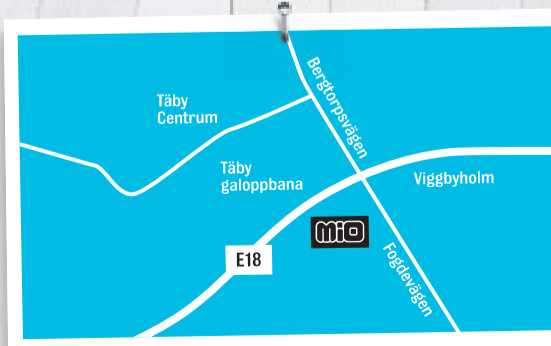 Bergtorpsvägen
Täby
Centrum
Täby
galoppbana
Viggbyholm
MiO
E18
Fogdevägen